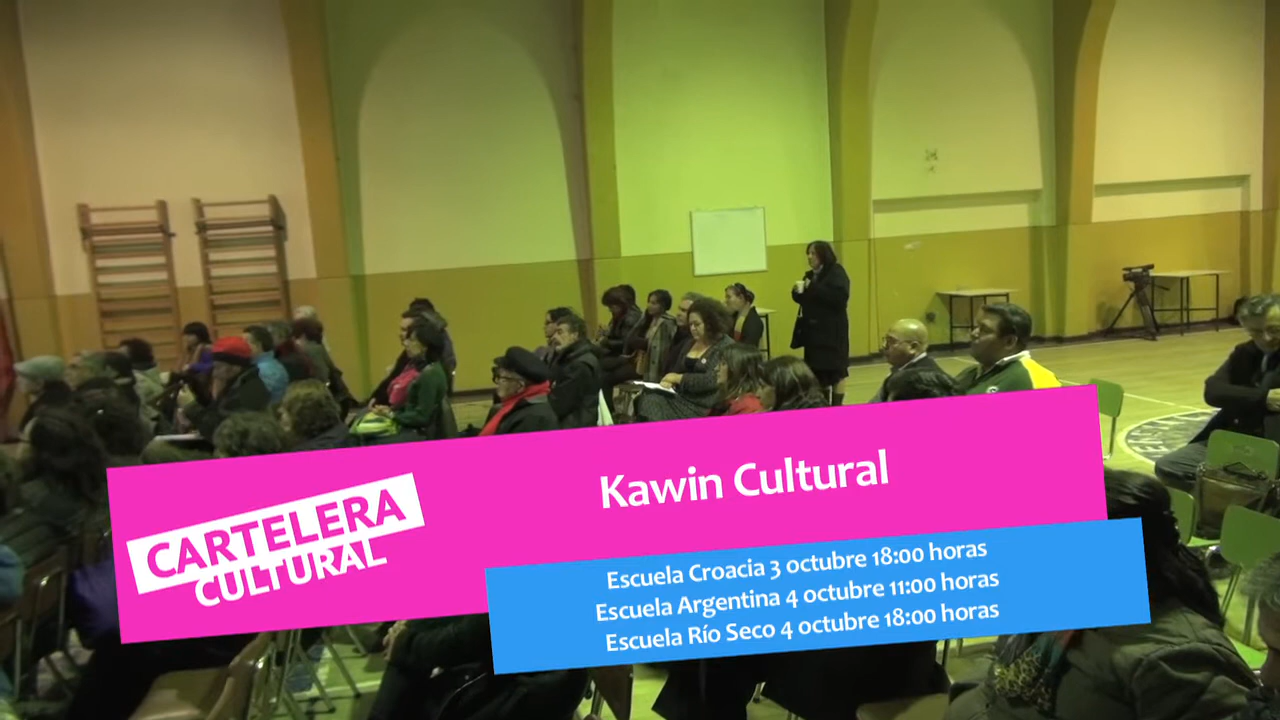 CARTELERA
CULTURAL
Kawin Cultural
Escuela Croacia 3 octubre 18:00 horas
Escuela Argentina 4 octubre 11:00 horas
Escuela Río Seco 4 octubre 18:00 horas